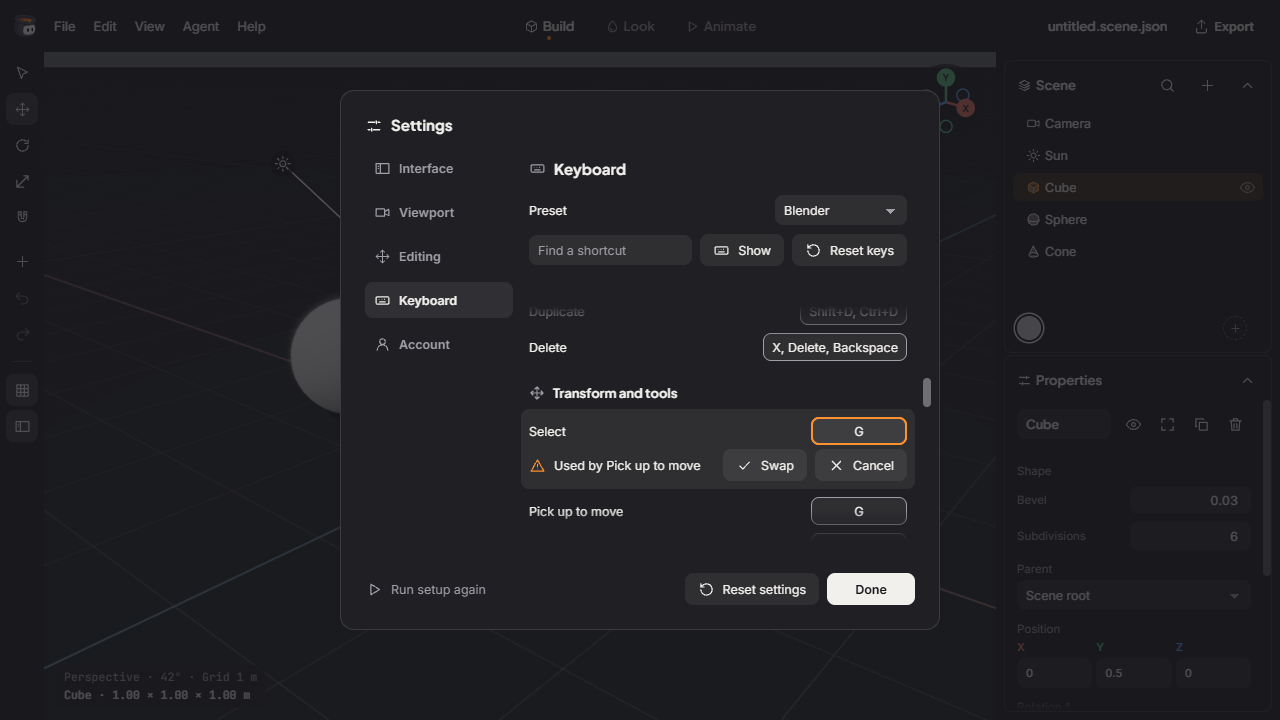 File Edit View Agent Help
Build Look Animate
untitled.scene.json Export
Settings
Interface
Viewport
Editing
Keyboard
Account
Keyboard
Preset Blender
Find a shortcut Show Reset keys
Duplicate Shift+D, Ctrl+D
Delete X, Delete, Backspace
Transform and tools
Select G
Used by Pick up to move Swap Cancel
Pick up to move G
Run setup again Reset settings Done
Y
X
Scene
Camera
Sun
Cube
Sphere
Cone
Properties
Cube
Shape
Bevel 0.03
Subdivisions 6
Parent
Scene root
Position
X Y Z
0 0.5 0
Perspective · 42° · Grid 1 m
Cube · 1.00 × 1.00 × 1.00 m